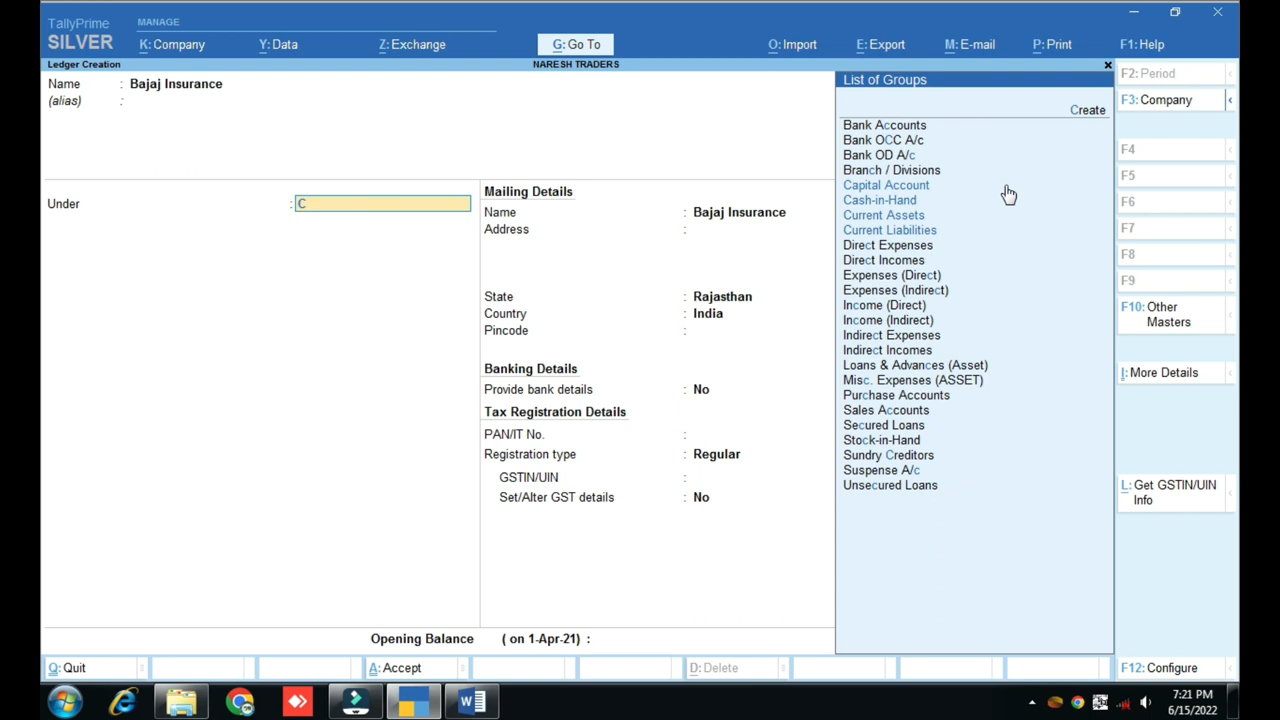 TallyPrime
SILVER
MANAGE
K: Company
Y: Data
Z: Exchange
G: Go To
O: Import
E: Export
M: E-mail
P: Print
F1: Help
Ledger Creation
NARESH TRADERS
Name : Bajaj Insurance
(alias) :
Under : C
Mailing Details
Name : Bajaj Insurance
Address :
State : Rajasthan
Country : India
Pincode :
Banking Details
Provide bank details : No
Tax Registration Details
PAN/IT No. :
Registration type : Regular
GSTIN/UIN :
Set/Alter GST details : No
Opening Balance ( on 1-Apr-21) :
List of Groups
Create
Bank Accounts
Bank OCC A/c
Bank OD A/c
Branch / Divisions
Capital Account
Cash-in-Hand
Current Assets
Current Liabilities
Direct Expenses
Direct Incomes
Expenses (Direct)
Expenses (Indirect)
Income (Direct)
Income (Indirect)
Indirect Expenses
Indirect Incomes
Loans & Advances (Asset)
Misc. Expenses (ASSET)
Purchase Accounts
Sales Accounts
Secured Loans
Stock-in-Hand
Sundry Creditors
Suspense A/c
Unsecured Loans
F2: Period
F3: Company
F4
F5
F6
F7
F8
F9
F10: Other
Masters
I: More Details
L: Get GSTIN/UIN
Info
F12: Configure
Q: Quit
A: Accept
D: Delete
7:21 PM
6/15/2022